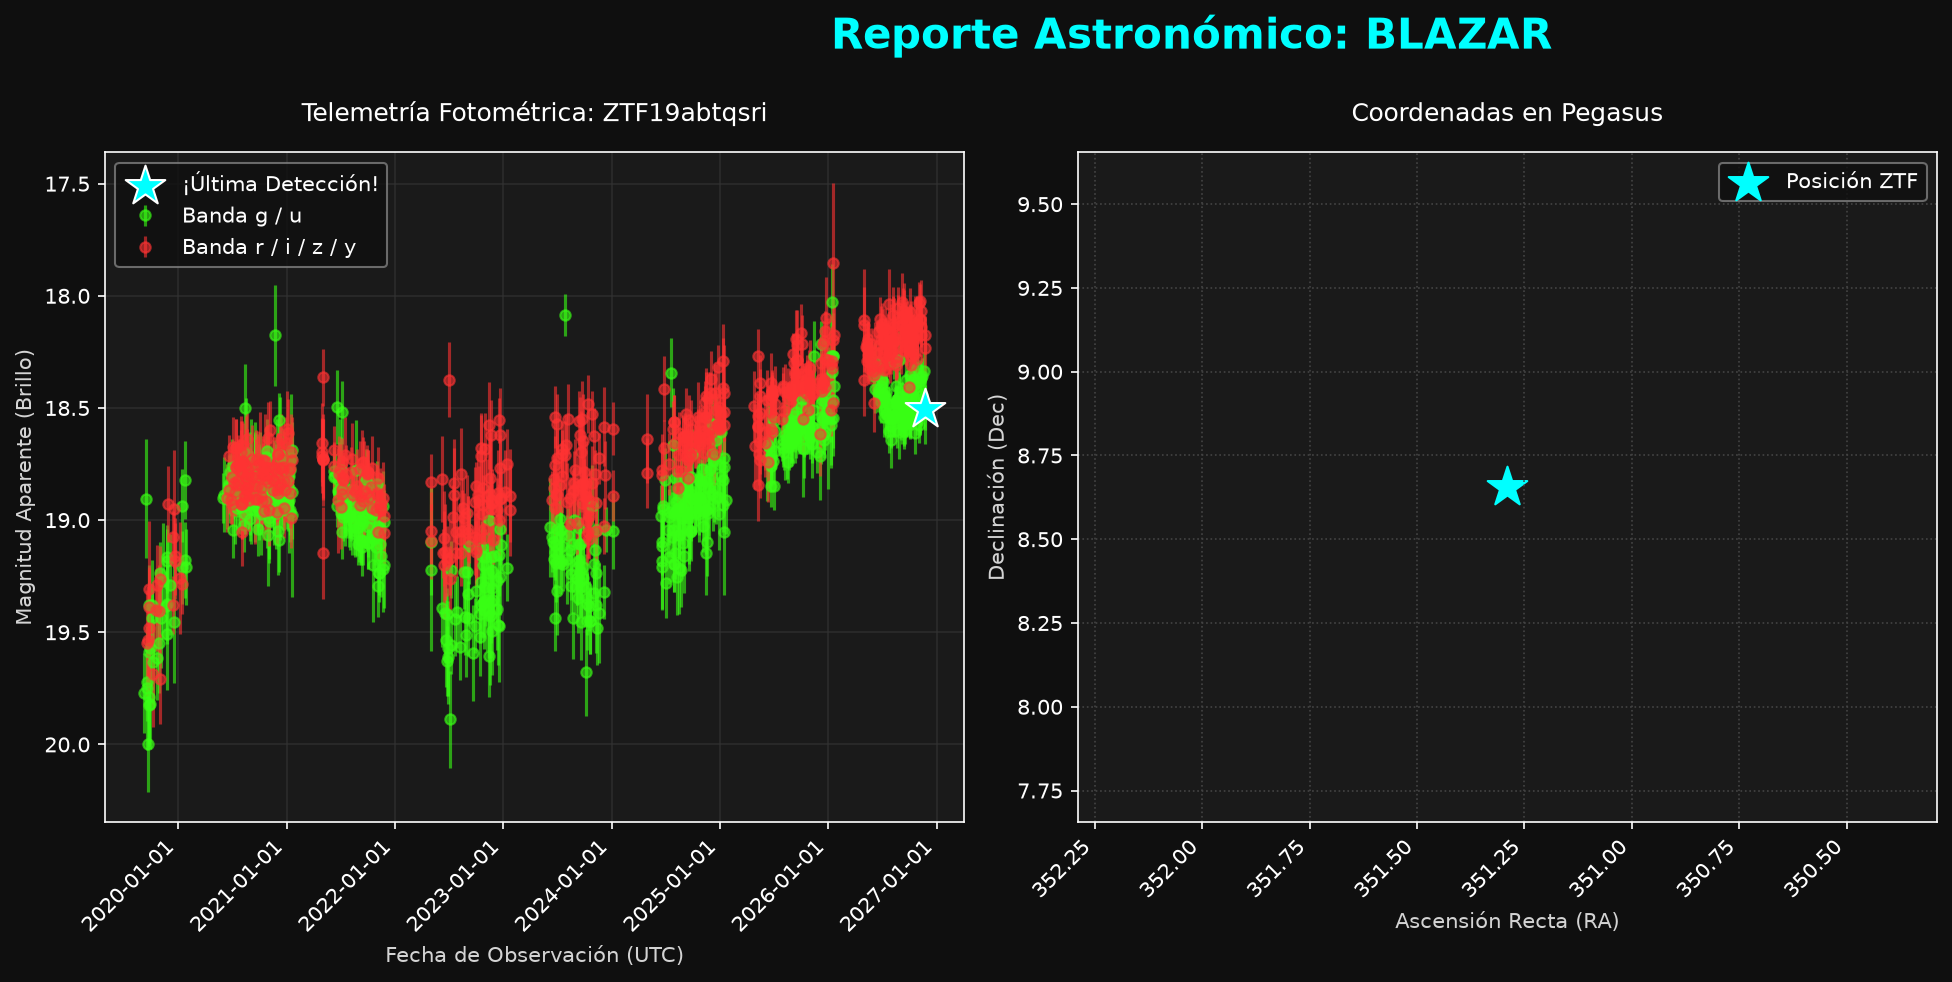 Reporte Astronómico: BLAZAR
Telemetría Fotométrica: ZTF19abtqsri
¡Última Detección!
Banda g / u
Banda r / i / z / y
Magnitud Aparente (Brillo)
17.5
18.0
18.5
19.0
19.5
20.0
2020-01-01
2021-01-01
2022-01-01
2023-01-01
2024-01-01
2025-01-01
2026-01-01
2027-01-01
Fecha de Observación (UTC)
Coordenadas en Pegasus
Posición ZTF
Declinación (Dec)
9.50
9.25
9.00
8.75
8.50
8.25
8.00
7.75
352.25
352.00
351.75
351.50
351.25
351.00
350.75
350.50
Ascensión Recta (RA)